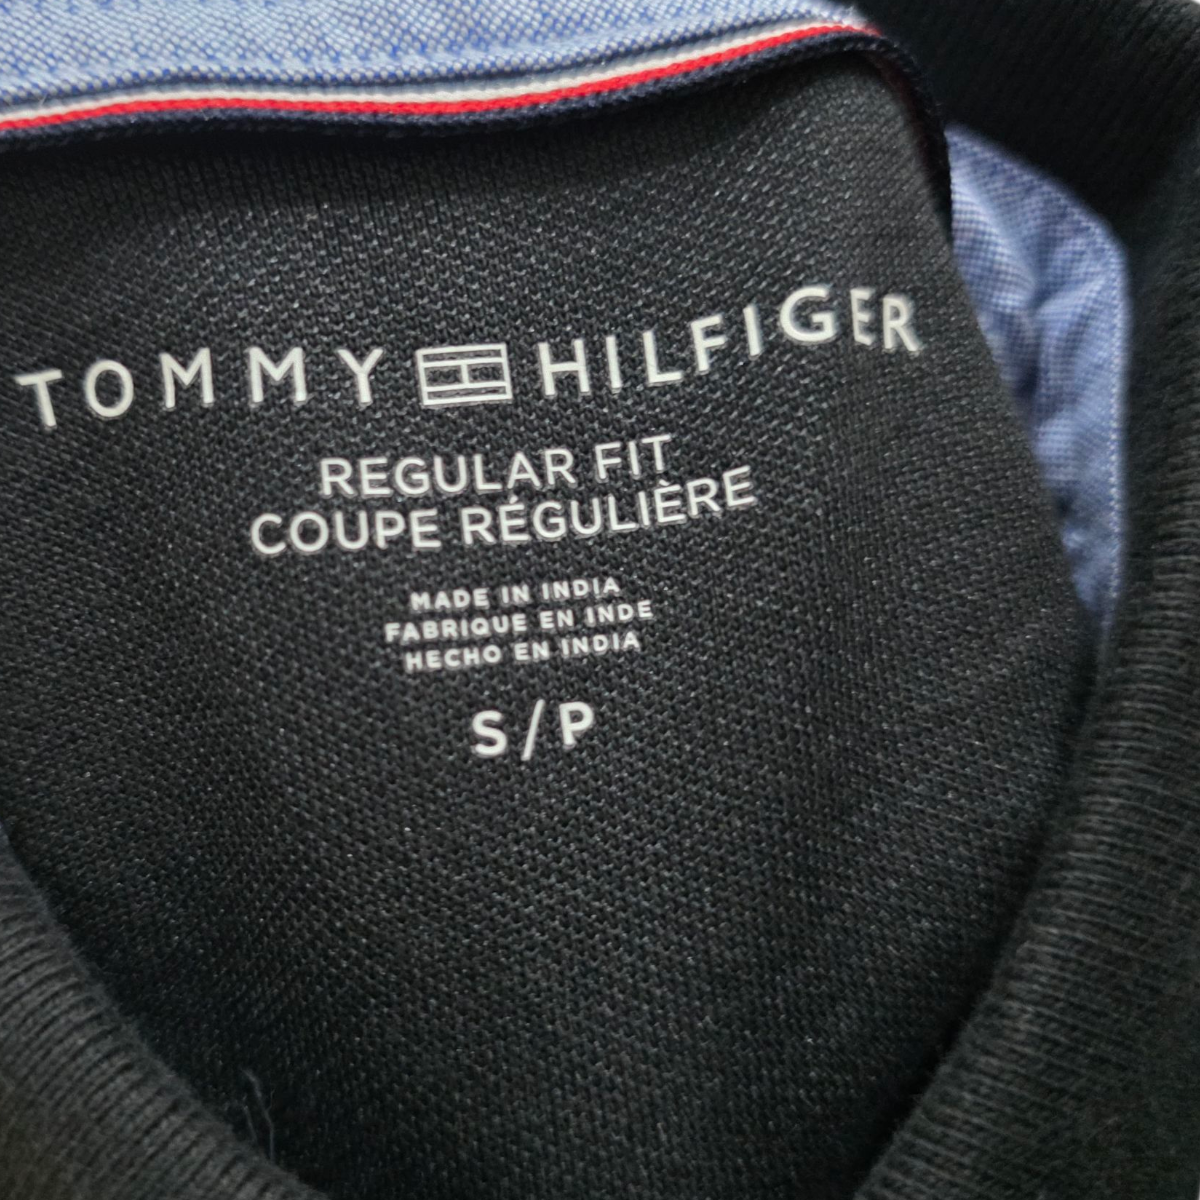 TOMMY HILFIGER
REGULAR FIT
COUPE RÉGULIÈRE
MADE IN INDIA
FABRIQUE EN INDE
HECHO EN INDIA
S/P